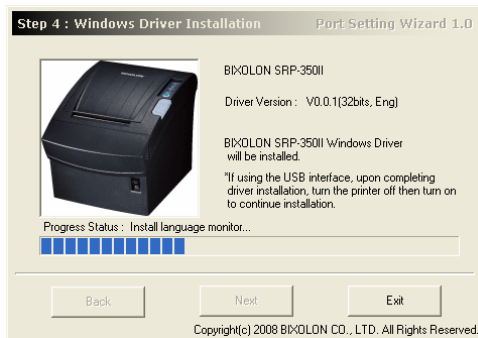 Step 4 : Windows Driver Installation
Port Setting Wizard 1.0
BIXOLON
BIXOLON SRP-350II
Driver Version : V0.0.1(32bits, Eng)
BIXOLON SRP-350II Windows Driver
will be installed.
*If using the USB interface, upon completing
driver installation, turn the printer off then turn on
to continue installation.
Progress Status : Install language monitor...
Back
Next
Exit
Copyright(c) 2008 BIXOLON CO., LTD. All Rights Reserved.